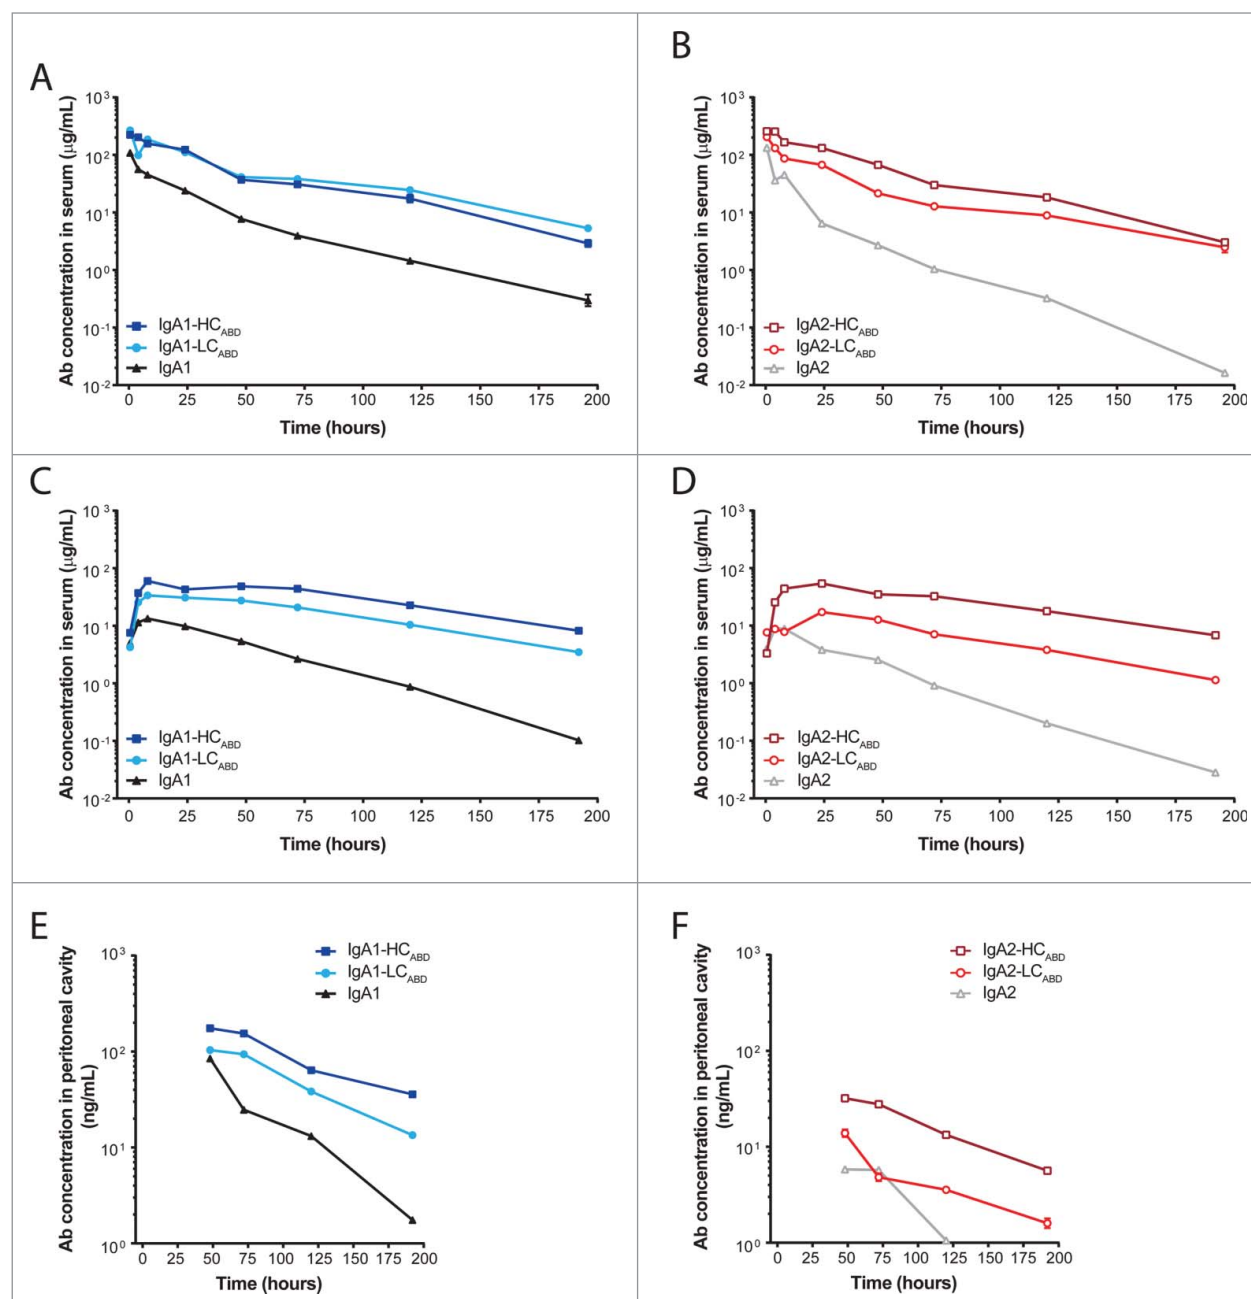 A
Ab concentration in serum (µg/mL)
10³
10²
10¹
10⁰
10⁻¹
10⁻²
IgA1-HC_ABD
IgA1-LC_ABD
IgA1
0 25 50 75 100 125 150 175 200
Time (hours)
B
Ab concentration in serum (µg/mL)
10³
10²
10¹
10⁰
10⁻¹
10⁻²
IgA2-HC_ABD
IgA2-LC_ABD
IgA2
0 25 50 75 100 125 150 175 200
Time (hours)
C
Ab concentration in serum (µg/mL)
10³
10²
10¹
10⁰
10⁻¹
10⁻²
IgA1-HC_ABD
IgA1-LC_ABD
IgA1
0 25 50 75 100 125 150 175 200
Time (hours)
D
Ab concentration in serum (µg/mL)
10³
10²
10¹
10⁰
10⁻¹
10⁻²
IgA2-HC_ABD
IgA2-LC_ABD
IgA2
0 25 50 75 100 125 150 175 200
Time (hours)
E
Ab concentration in peritoneal cavity
(ng/mL)
10³
10²
10¹
10⁰
IgA1-HC_ABD
IgA1-LC_ABD
IgA1
0 25 50 75 100 125 150 175 200
Time (hours)
F
Ab concentration in peritoneal cavity
(ng/mL)
10³
10²
10¹
10⁰
IgA2-HC_ABD
IgA2-LC_ABD
IgA2
0 25 50 75 100 125 150 175 200
Time (hours)